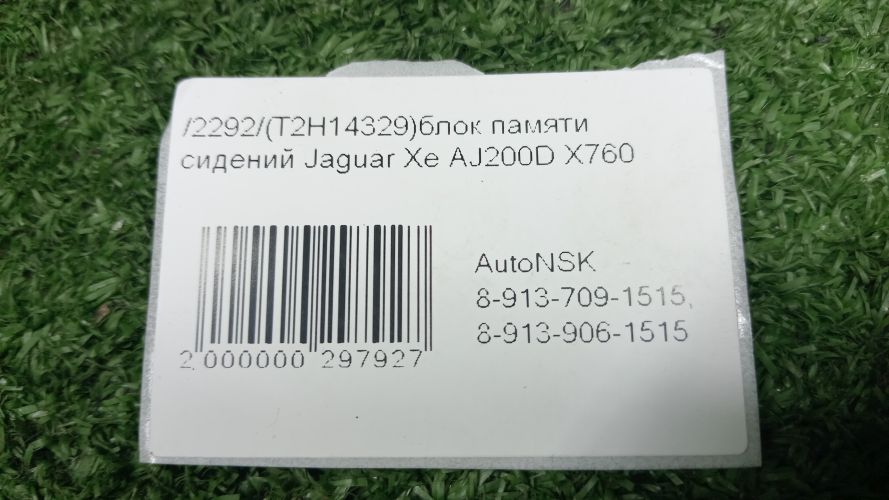 /2292/(T2H14329)блок памяти
сидений Jaguar Xe AJ200D X760
AutoNSK
8-913-709-1515,
8-913-906-1515
2 000000 297927